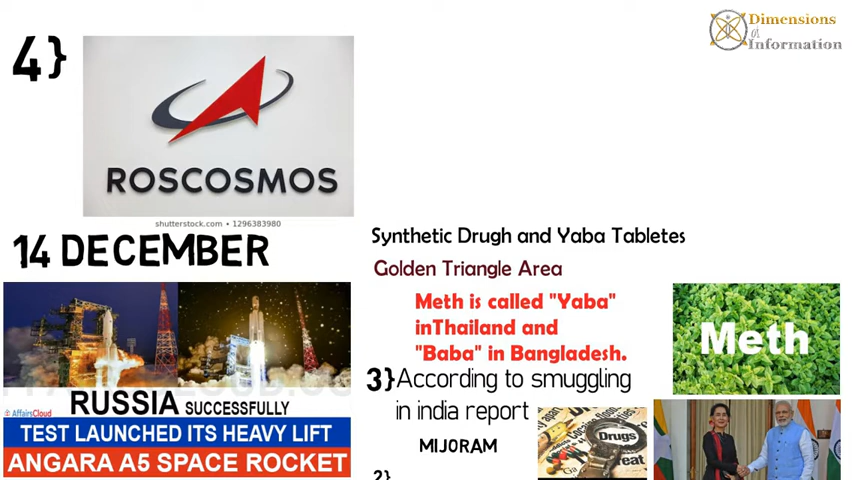 Dimensions
Of
Information
4}
ROSCOSMOS
shutterstock.com • 1296383980
14 DECEMBER
AffairsCloud
RUSSIA SUCCESSFULLY
TEST LAUNCHED ITS HEAVY LIFT
ANGARA A5 SPACE ROCKET
Synthetic Drugh and Yaba Tabletes
Golden Triangle Area
Meth is called "Yaba"
inThailand and
"Baba" in Bangladesh.
Meth
3}According to smuggling
in india report
MIJORAM
Drugs
2}